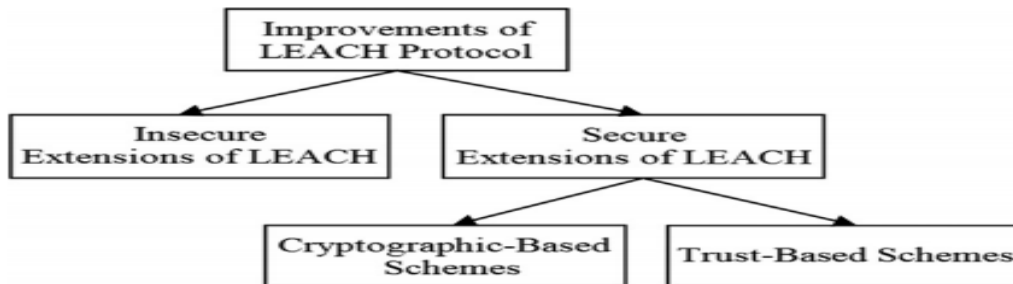 Improvements of
LEACH Protocol
Insecure
Extensions of LEACH
Secure
Extensions of LEACH
Cryptographic-Based
Schemes
Trust-Based Schemes